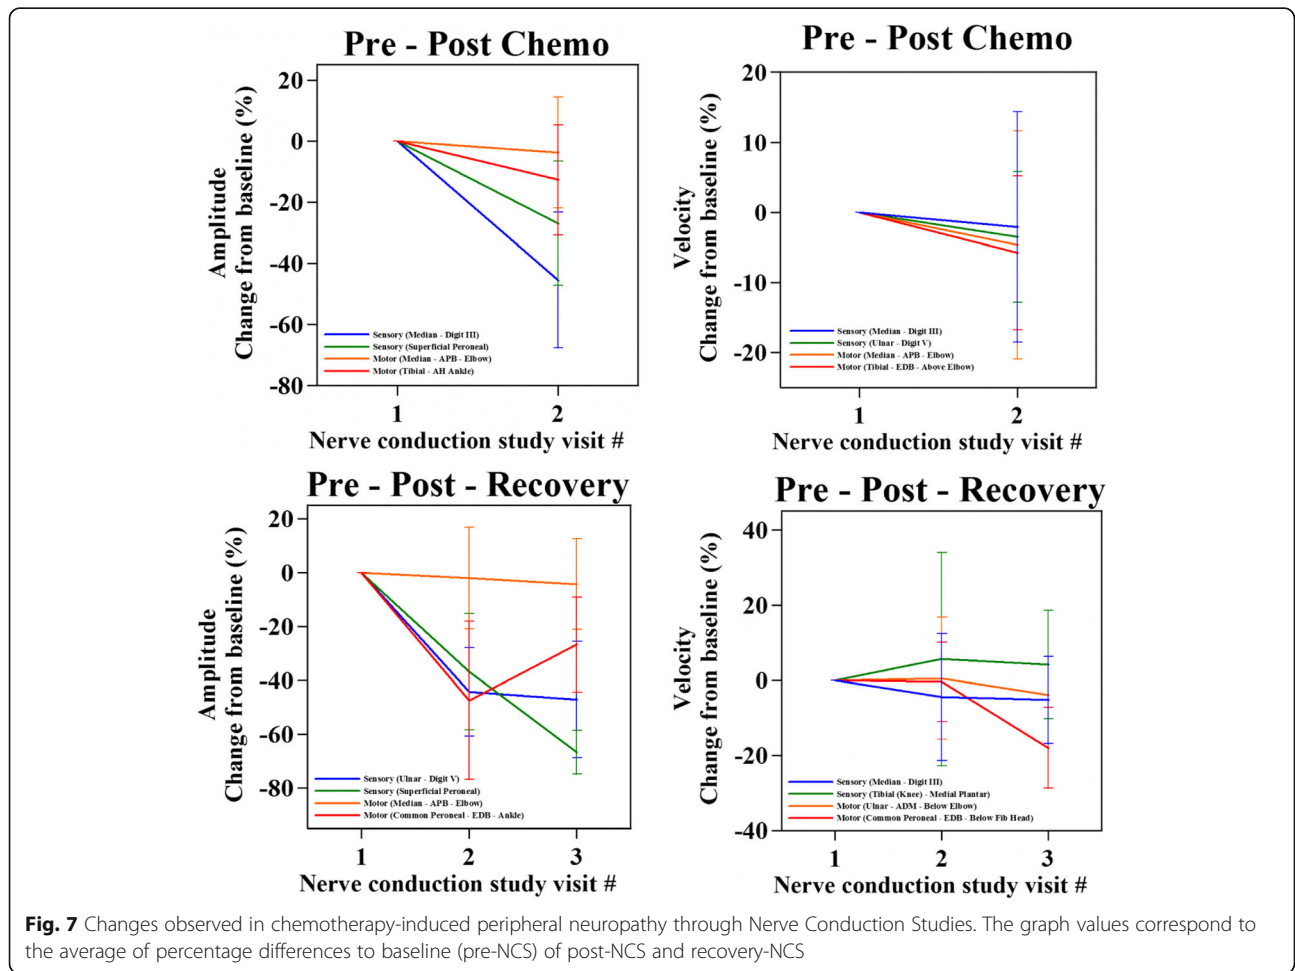 Pre - Post Chemo
Amplitude
Change from baseline (%)
20
0
-20
-40
-60
-80
Sensory (Median - Digit III)
Sensory (Superficial Peroneal)
Motor (Median - APB - Elbow)
Motor (Tibial - AH Ankle)
1
2
Nerve conduction study visit #
Pre - Post Chemo
Velocity
Change from baseline (%)
20
10
0
-10
-20
Sensory (Median - Digit III)
Sensory (Ulnar - Digit V)
Motor (Median - APB - Elbow)
Motor (Tibial - EDB - Above Elbow)
1
2
Nerve conduction study visit #
Pre - Post - Recovery
Amplitude
Change from baseline (%)
20
0
-20
-40
-60
-80
Sensory (Ulnar - Digit V)
Sensory (Superficial Peroneal)
Motor (Median - APB - Elbow)
Motor (Common Peroneal - EDB - Ankle)
1
2
3
Nerve conduction study visit #
Pre - Post - Recovery
Velocity
Change from baseline (%)
40
20
0
-20
-40
Sensory (Median - Digit III)
Sensory (Tibial (Knee) - Medial Plantar)
Motor (Ulnar - ADM - Below Elbow)
Motor (Common Peroneal - EDB - Below Fib Head)
1
2
3
Nerve conduction study visit #
Fig. 7 Changes observed in chemotherapy-induced peripheral neuropathy through Nerve Conduction Studies. The graph values correspond to
the average of percentage differences to baseline (pre-NCS) of post-NCS and recovery-NCS